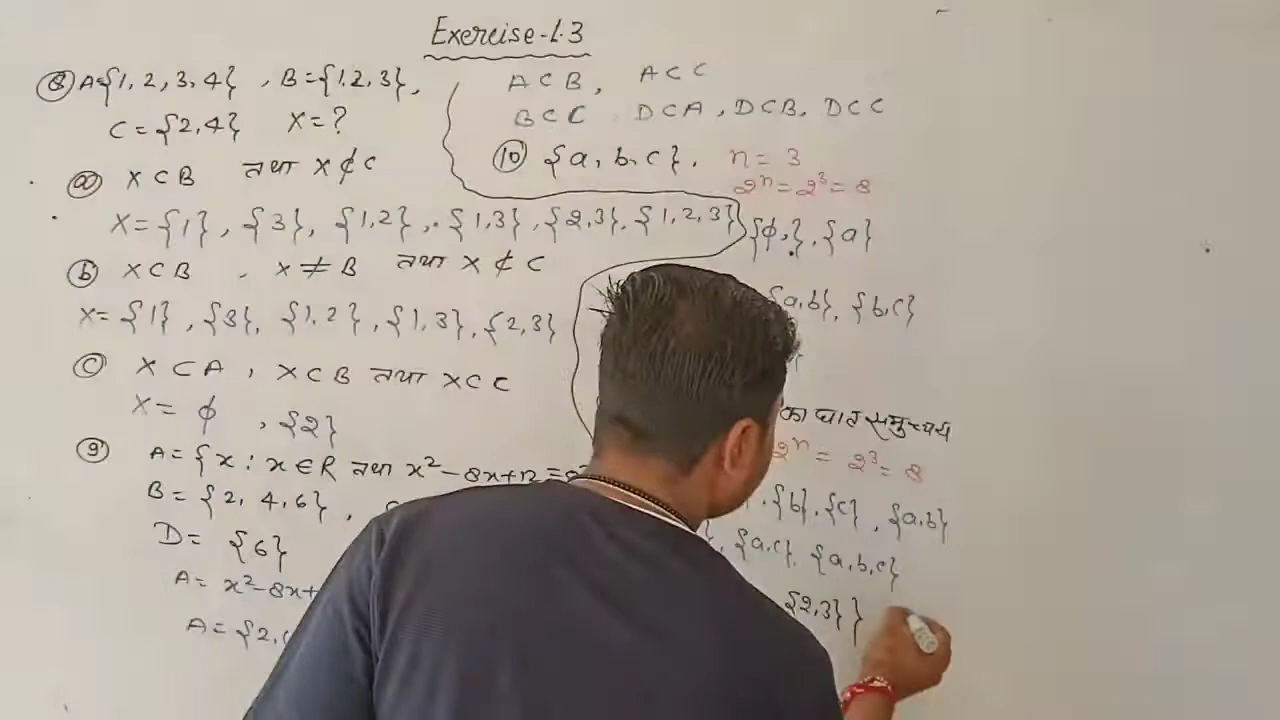 Exercise-1.3
⑧ A={1,2,3,4} , B={1,2,3},
C={2,4} X=?
ⓐ X⊂B तथा X⊄C
X={1}, {3}, {1,2}, {1,3}, {2,3}, {1,2,3}
ⓑ X⊂B , X≠B तथा X⊄C
X={1}, {3}, {1,2}, {1,3}, {2,3}
ⓒ X⊂A, X⊂B तथा X⊂C
X= ϕ , {2}
⑨ A={x:x∈R तथा x²-8x+12=
B={2,4,6},
D= {6}
A= x²-8x+
A={2,
A⊂B, A⊂C
B⊂C D⊂A, D⊂B, D⊂C
⑩ {a,b,c}. n=3
2ⁿ=2³=8
{ϕ,}, {a}
{a,b}, {b,c}
का घात समुच्चय
2ⁿ = 2³ = 8
{b}, {c}, {a,b}
{a,c}, {a,b,c}
{2,3}}